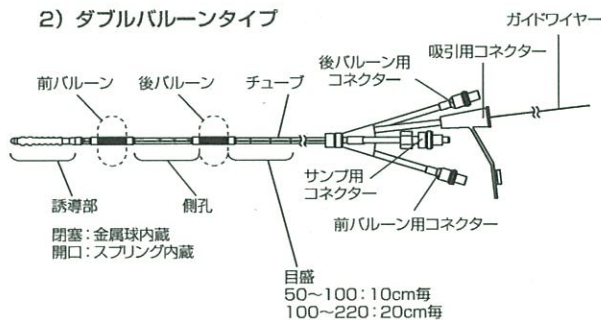 2）ダブルバルーンタイプ
ガイドワイヤー
吸引用コネクター
後バルーン用
コネクター
前バルーン
後バルーン
チューブ
サンプ用
コネクター
前バルーン用コネクター
誘導部
側孔
閉塞：金属球内蔵
開口：スプリング内蔵
目盛
50〜100：10cm毎
100〜220：20cm毎